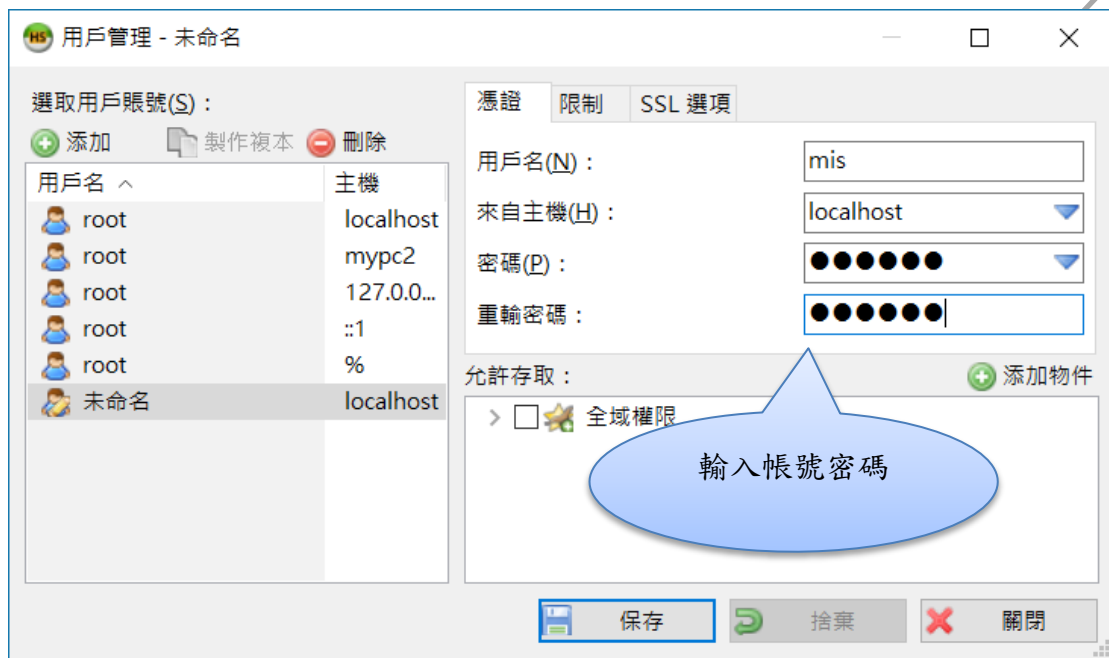 HS 用戶管理 - 未命名
選取用戶賬號(S)：
添加 製作複本 刪除
用戶名 主機
root localhost
root mypc2
root 127.0.0...
root ::1
root %
未命名 localhost
憑證 限制 SSL 選項
用戶名(N)： mis
來自主機(H)： localhost
密碼(P)： ●●●●●●
重輸密碼： ●●●●●●
允許存取： 添加物件
全域權限
輸入帳號密碼
保存 捨棄 關閉